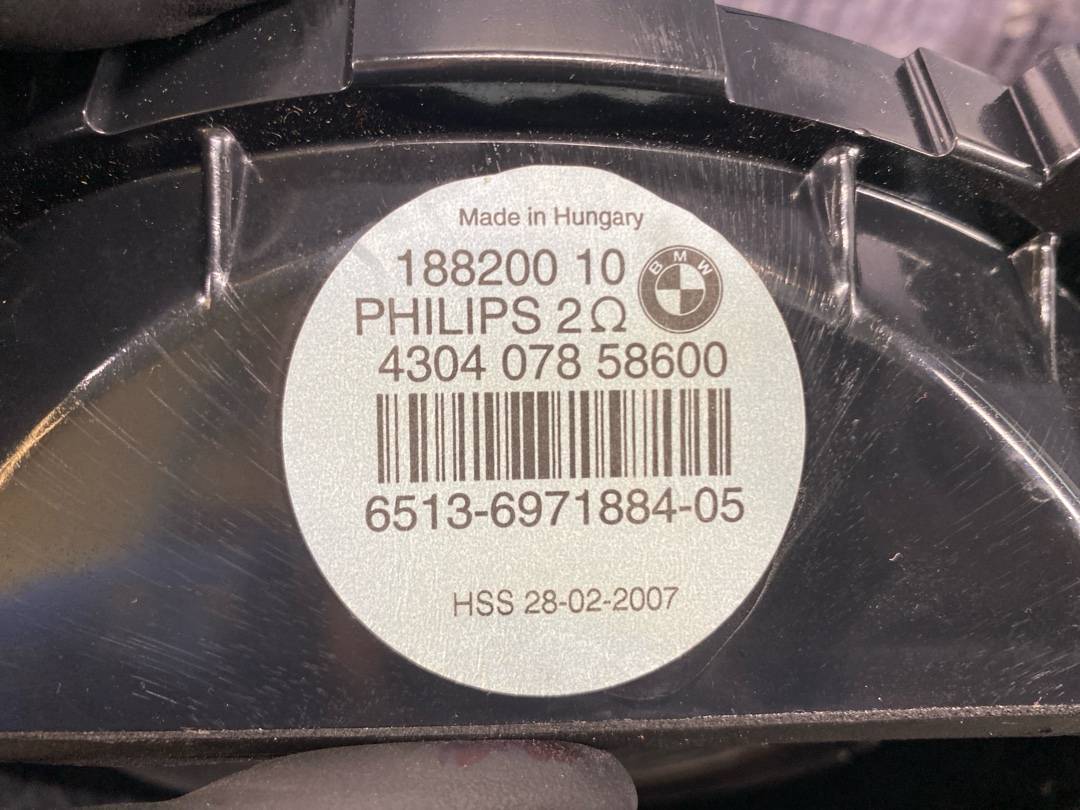 Made in Hungary
188200 10
BMW
PHILIPS 2Ω
4304 078 58600
6513-6971884-05
HSS 28-02-2007